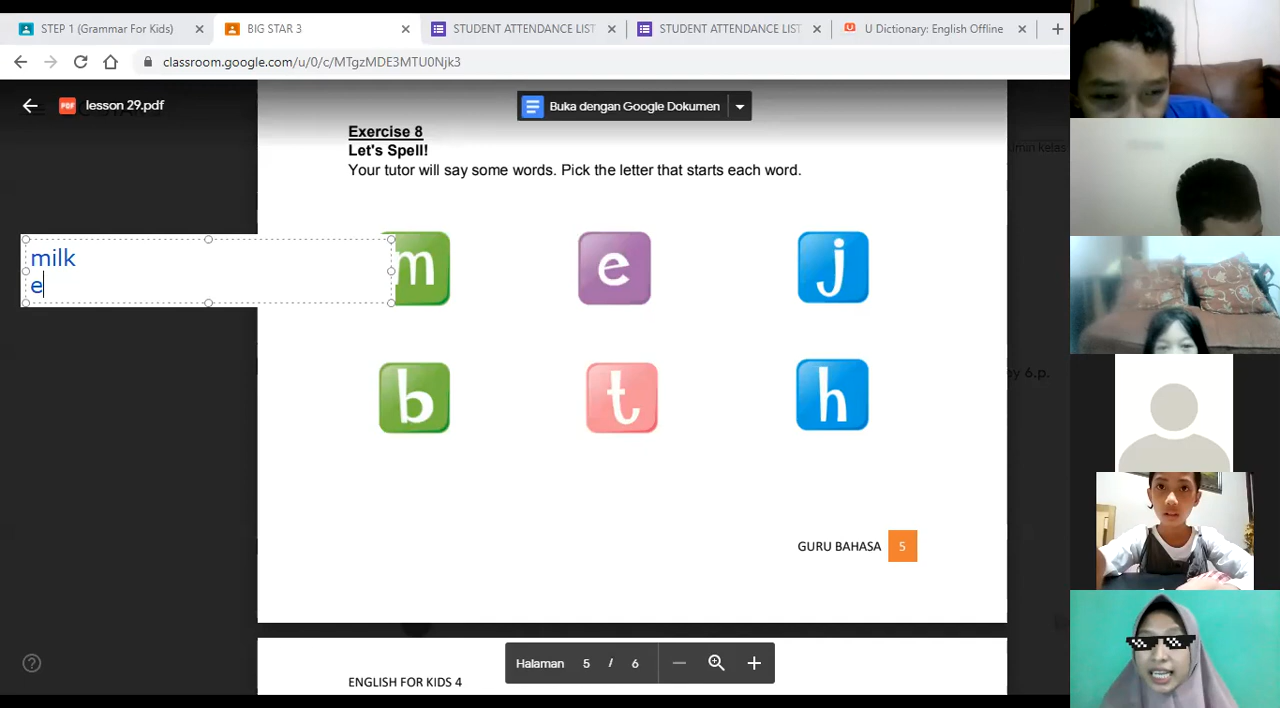 STEP 1 (Grammar For Kids)
BIG STAR 3
STUDENT ATTENDANCE LIST
STUDENT ATTENDANCE LIST
U Dictionary: English Offline
classroom.google.com/u/0/c/MTgzMDE3MTU0Njk3
PDF
lesson 29.pdf
Buka dengan Google Dokumen
Exercise 8
Let's Spell!
Your tutor will say some words. Pick the letter that starts each word.
milk
e
m e j
b t h
by 6.p.
GURU BAHASA 5
Halaman 5 / 6
ENGLISH FOR KIDS 4